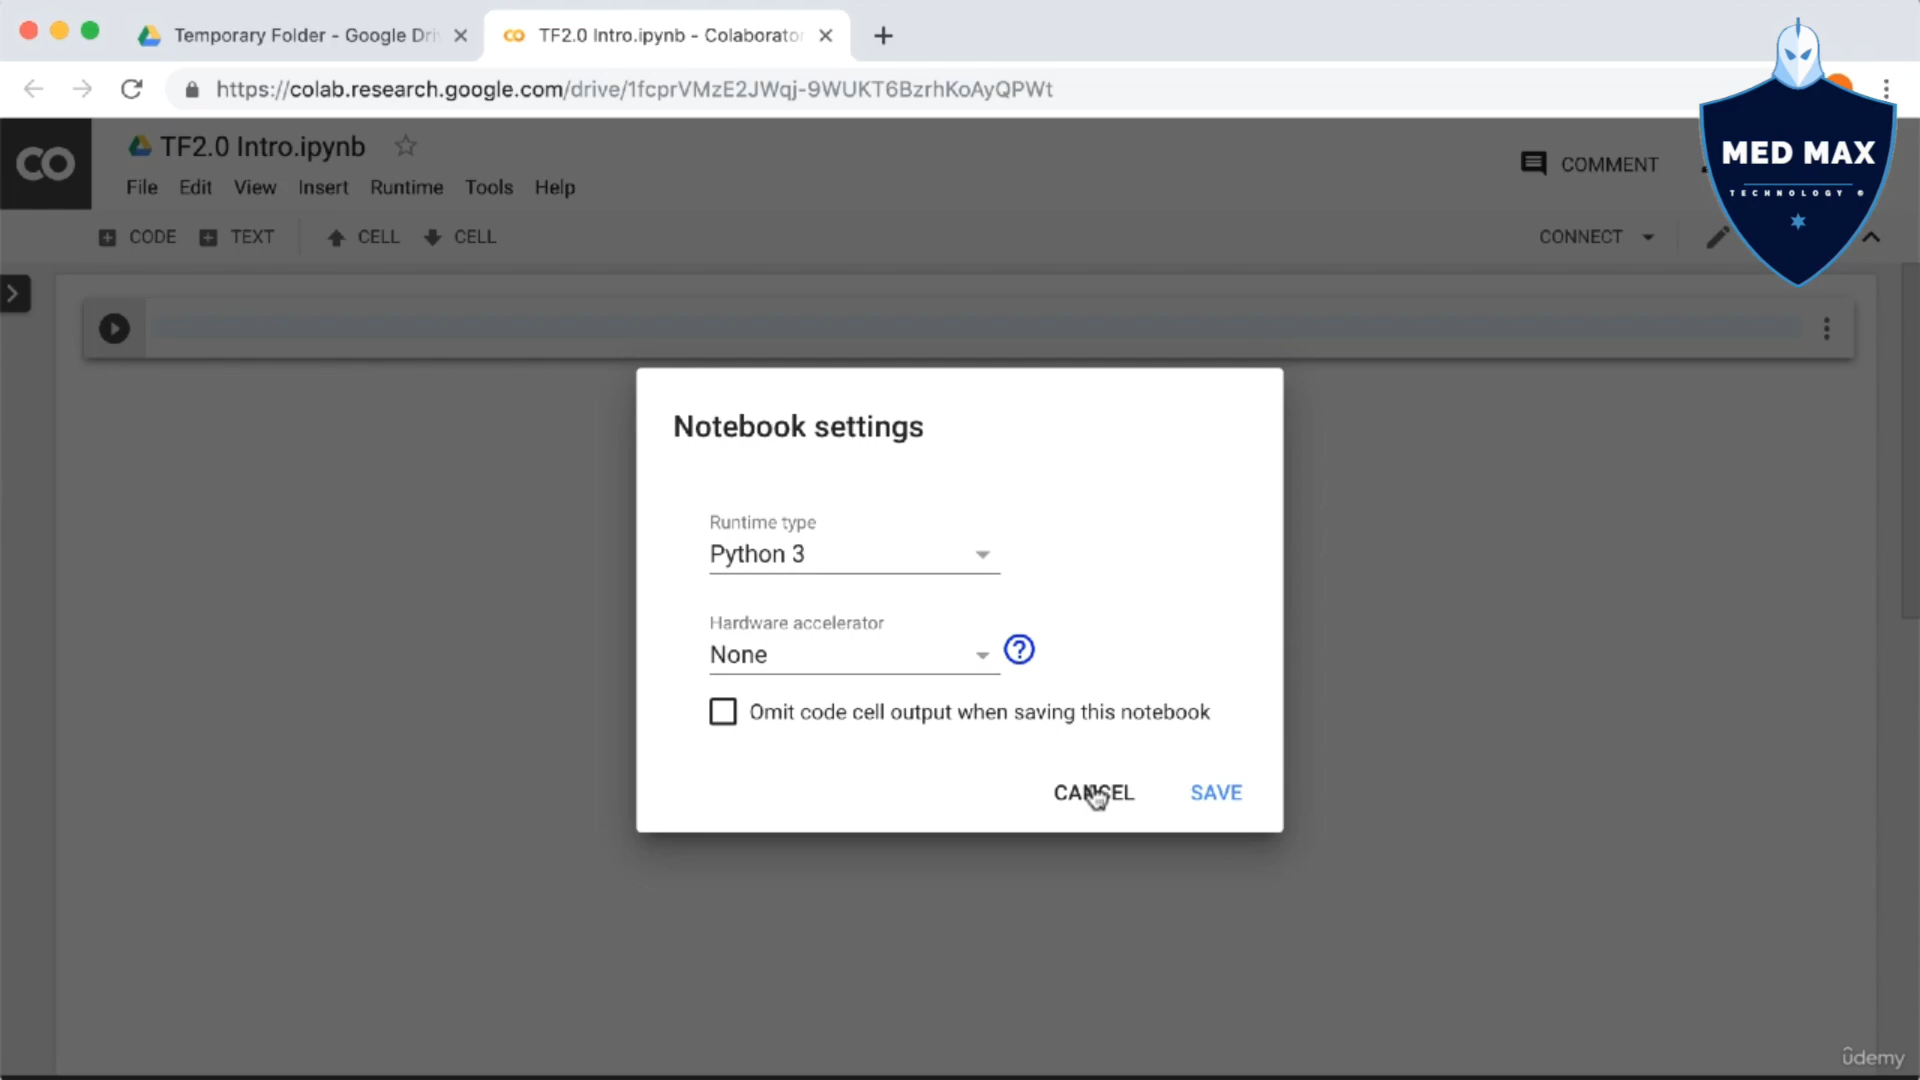 Temporary Folder - Google Dri
TF2.0 Intro.ipynb - Colaborator
https://colab.research.google.com/drive/1fcprVMzE2JWqj-9WUKT6BzrhKoAyQPWt
CO
TF2.0 Intro.ipynb
COMMENT
MED MAX
TECHNOLOGY
File Edit View Insert Runtime Tools Help
CODE TEXT CELL CELL
CONNECT
Notebook settings
Runtime type
Python 3
Hardware accelerator
None
?
Omit code cell output when saving this notebook
CANCEL SAVE
ûdemy